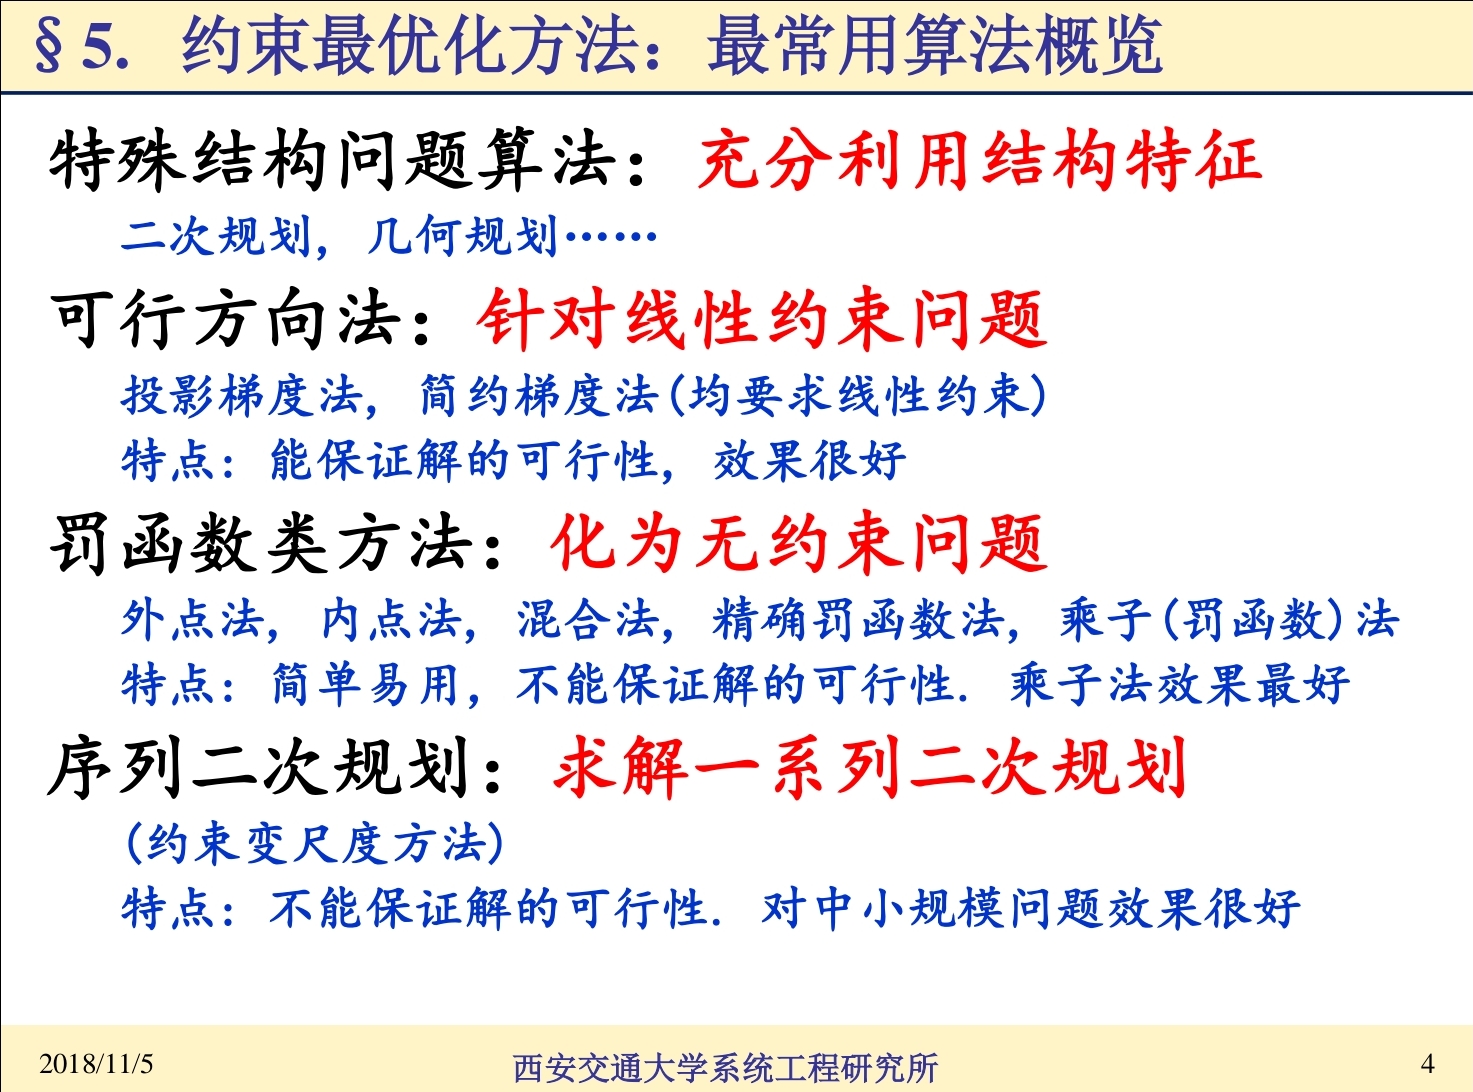 §5. 约束最优化方法：最常用算法概览
特殊结构问题算法：充分利用结构特征
二次规划，几何规划……
可行方向法：针对线性约束问题
投影梯度法，简约梯度法(均要求线性约束)
特点：能保证解的可行性，效果很好
罚函数类方法：化为无约束问题
外点法，内点法，混合法，精确罚函数法，乘子(罚函数)法
特点：简单易用，不能保证解的可行性. 乘子法效果最好
序列二次规划：求解一系列二次规划
(约束变尺度方法)
特点：不能保证解的可行性. 对中小规模问题效果很好
2018/11/5
西安交通大学系统工程研究所
4